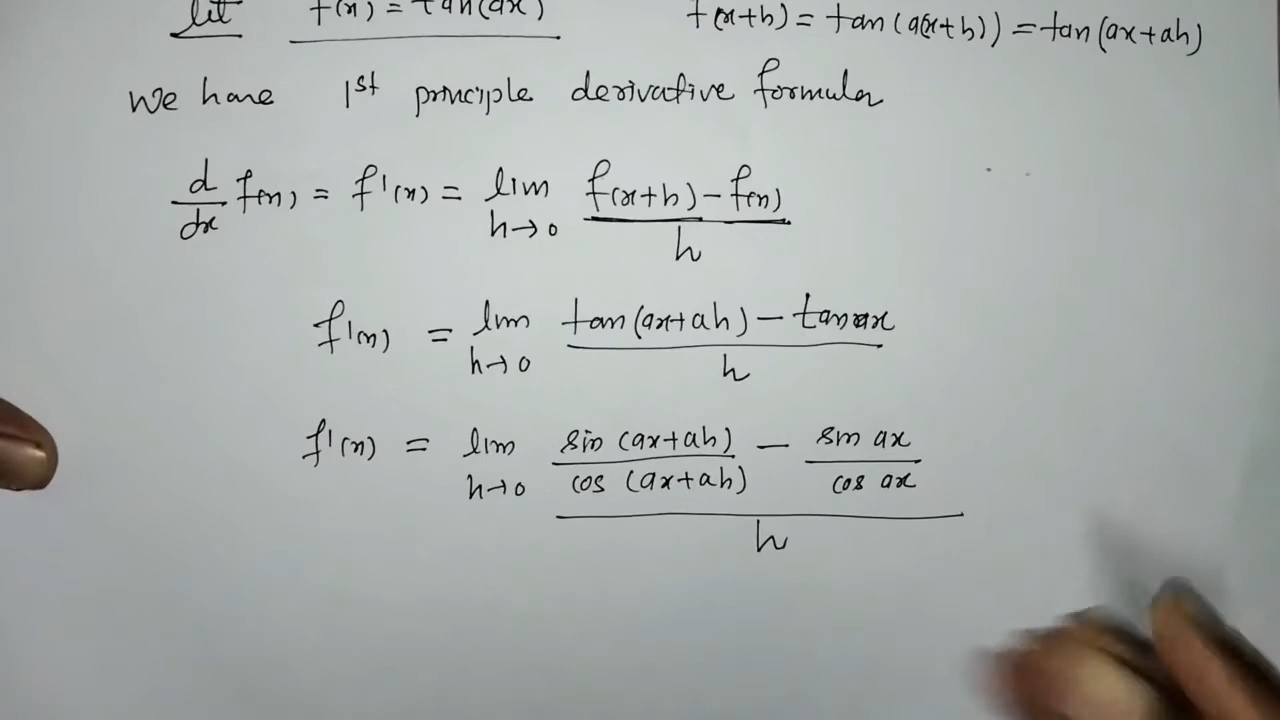 let f(x) = tan(ax) f(x+h) = tan(a(x+h)) = tan(ax+ah)
We have 1st principle derivative formula
d/dx f(x) = f'(x) = lim h→0 f(x+h) - f(x) / h
f'(x) = lim h→0 tan(ax+ah) - tan ax / h
f'(x) = lim h→0 sin (ax+ah) / cos (ax+ah) - sin ax / cos ax / h